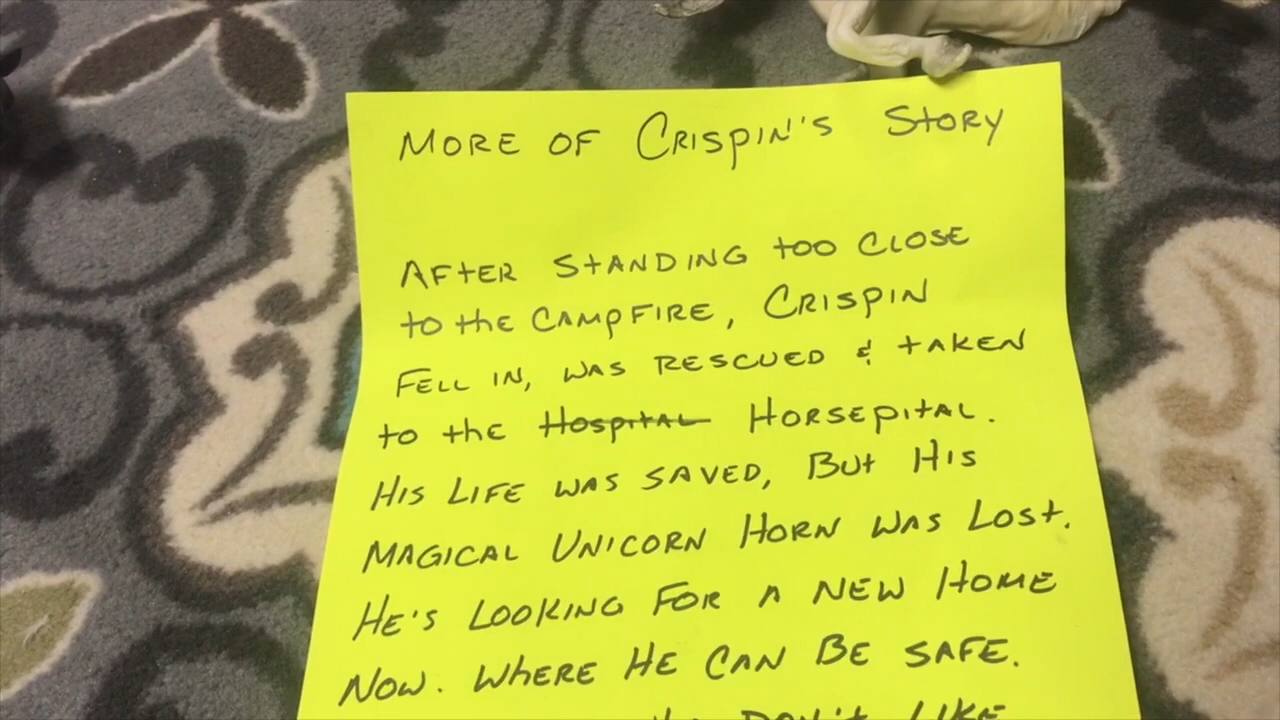 MORE OF CRISPIN'S STORY
AFTER STANDING TOO CLOSE
to the CAMPFIRE, CRISPIN
FELL IN, WAS RESCUED & TAKEN
to the Hospital HORSEPITAL.
HIS LIFE WAS SAVED, BUT HIS
MAGICAL UNICORN HORN WAS LOST.
HE'S LOOKING FOR A NEW HOME
NOW. WHERE HE CAN BE SAFE.
DON'T LIKE